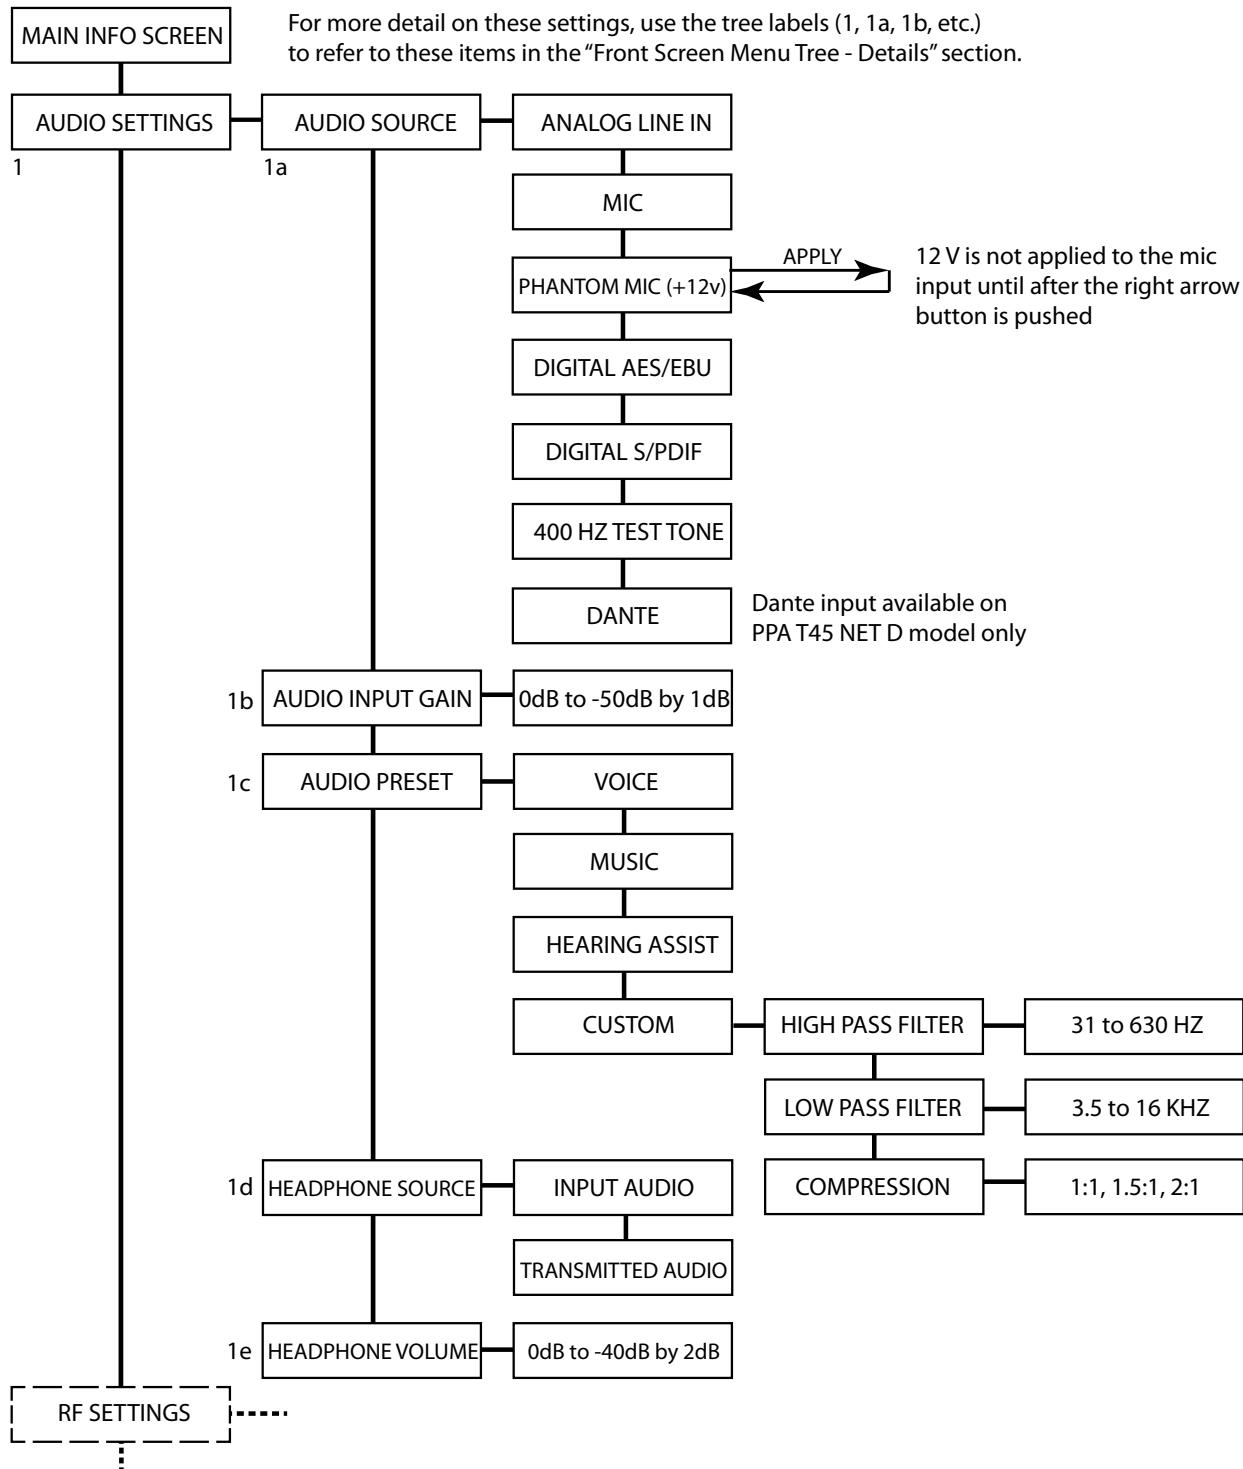 MAIN INFO SCREEN
For more detail on these settings, use the tree labels (1, 1a, 1b, etc.)
to refer to these items in the “Front Screen Menu Tree - Details” section.
AUDIO SETTINGS
AUDIO SOURCE
ANALOG LINE IN
1
1a
MIC
PHANTOM MIC (+12v)
APPLY
12 V is not applied to the mic
input until after the right arrow
button is pushed
DIGITAL AES/EBU
DIGITAL S/PDIF
400 HZ TEST TONE
DANTE
Dante input available on
PPA T45 NET D model only
1b
AUDIO INPUT GAIN
0dB to -50dB by 1dB
1c
AUDIO PRESET
VOICE
MUSIC
HEARING ASSIST
CUSTOM
HIGH PASS FILTER
31 to 630 HZ
LOW PASS FILTER
3.5 to 16 KHZ
COMPRESSION
1:1, 1.5:1, 2:1
1d
HEADPHONE SOURCE
INPUT AUDIO
TRANSMITTED AUDIO
1e
HEADPHONE VOLUME
0dB to -40dB by 2dB
RF SETTINGS